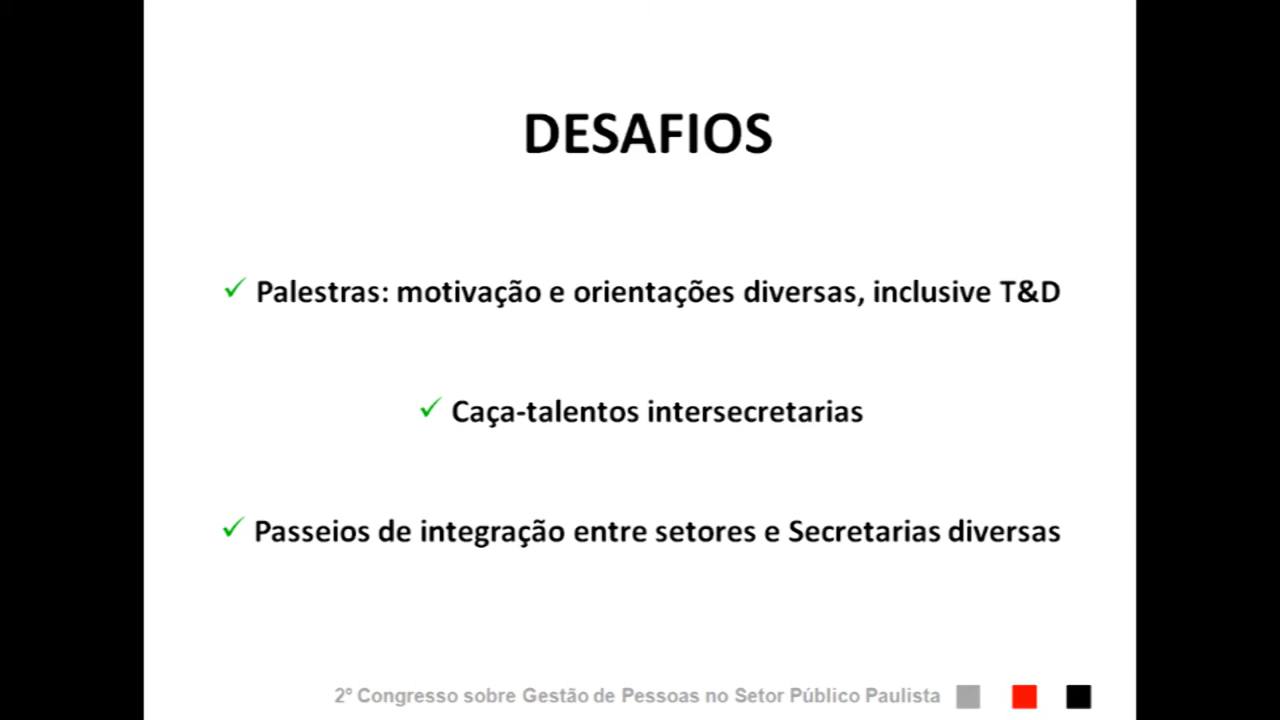 DESAFIOS
✓ Palestras: motivação e orientações diversas, inclusive T&D
✓ Caça-talentos intersecretarias
✓ Passeios de integração entre setores e Secretarias diversas
2º Congresso sobre Gestão de Pessoas no Setor Público Paulista